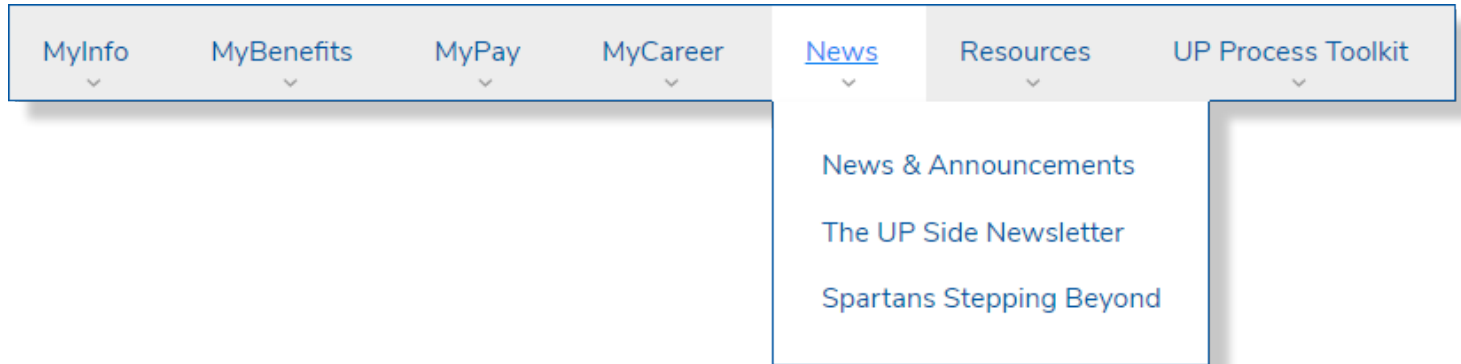 MyInfo MyBenefits MyPay MyCareer News Resources UP Process Toolkit
News & Announcements
The UP Side Newsletter
Spartans Stepping Beyond